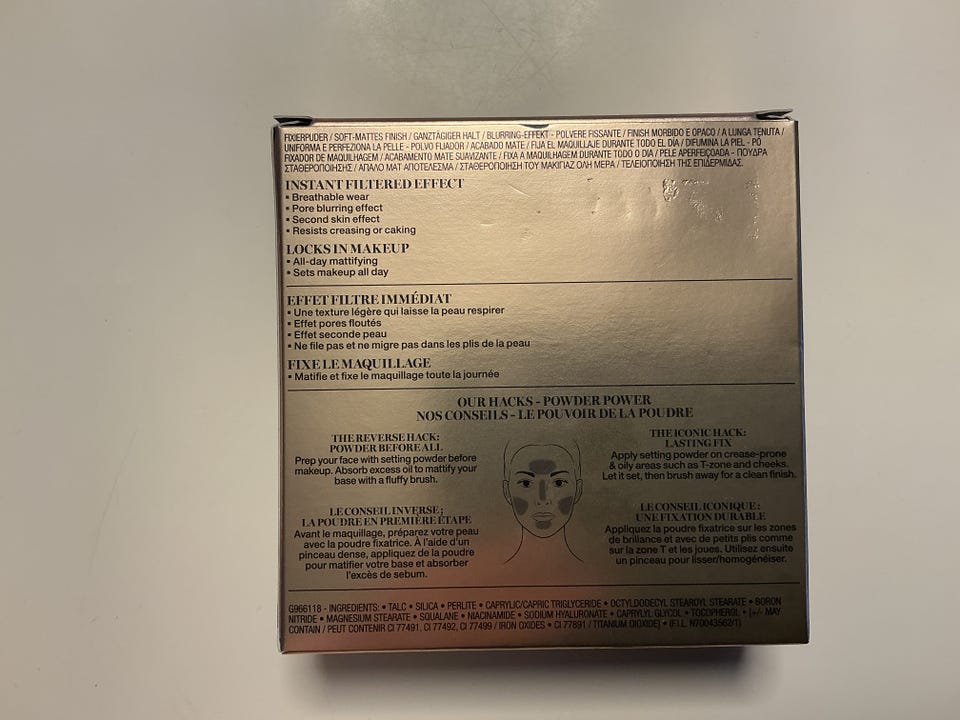 FIXIERPUDER / SOFT-MATTES FINISH / GANZTÄGIGER HALT / BLURRING-EFFEKT - POLVERE FISSANTE / FINISH MORBIDO E OPACO / A LUNGA TENUTA /
UNIFORMA E PERFEZIONA LA PELLE - POLVO FIJADOR / ACABADO MATE / FIJA EL MAQUILLAJE DURANTE TODO EL DÍA / DIFUMINA LA PIEL - PÓ
FIXADOR DE MAQUILHAGEM / ACABAMENTO MATE SUAVIZANTE / FIXA A MAQUILHAGEM DURANTE TODO O DIA / PELE APERFEIÇOADA - ΠΟΥΔΡΑ
ΣΤΑΘΕΡΟΠΟΙΗΣΗΣ / ΑΠΑΛΟ ΜΑΤ ΑΠΟΤΕΛΕΣΜΑ / ΣΤΑΘΕΡΟΠΟΙΗΣΗ ΤΟΥ ΜΑΚΙΓΙΑΖ ΟΛΗ ΜΕΡΑ / ΤΕΛΕΙΟΠΟΙΗΣΗ ΤΗΣ ΕΠΙΔΕΡΜΙΔΑΣ.
INSTANT FILTERED EFFECT
▪ Breathable wear
▪ Pore blurring effect
▪ Second skin effect
▪ Resists creasing or caking
LOCKS IN MAKEUP
▪ All-day mattifying
▪ Sets makeup all day
EFFET FILTRE IMMÉDIAT
▪ Une texture légère qui laisse la peau respirer
▪ Effet pores floutés
▪ Effet seconde peau
▪ Ne file pas et ne migre pas dans les plis de la peau
FIXE LE MAQUILLAGE
▪ Matifie et fixe le maquillage toute la journée
OUR HACKS - POWDER POWER
NOS CONSEILS - LE POUVOIR DE LA POUDRE
THE REVERSE HACK:
POWDER BEFORE ALL
Prep your face with setting powder before
makeup. Absorb excess oil to mattify your
base with a fluffy brush.
LE CONSEIL INVERSE :
LA POUDRE EN PREMIÈRE ÉTAPE
Avant le maquillage, préparez votre peau
avec la poudre fixatrice. À l'aide d'un
pinceau dense, appliquez de la poudre
pour matifier votre base et absorber
l'excès de sebum.
THE ICONIC HACK:
LASTING FIX
Apply setting powder on crease-prone
& oily areas such as T-zone and cheeks.
Let it set, then brush away for a clean finish.
LE CONSEIL ICONIQUE :
UNE FIXATION DURABLE
Appliquez la poudre fixatrice sur les zones
de brillance et avec de petits plis comme
sur la zone T et les joues. Utilisez ensuite
un pinceau pour lisser/homogénéiser.
G966118 - INGREDIENTS: • TALC • SILICA • PERLITE • CAPRYLIC/CAPRIC TRIGLYCERIDE • OCTYLDODECYL STEAROYL STEARATE • BORON
NITRIDE • MAGNESIUM STEARATE • SQUALANE • NIACINAMIDE • SODIUM HYALURONATE • CAPRYLYL GLYCOL • TOCOPHEROL • [+/- MAY
CONTAIN / PEUT CONTENIR CI 77491, CI 77492, CI 77499 / IRON OXIDES • CI 77891 / TITANIUM DIOXIDE] • (F.I.L. N70043562/1)